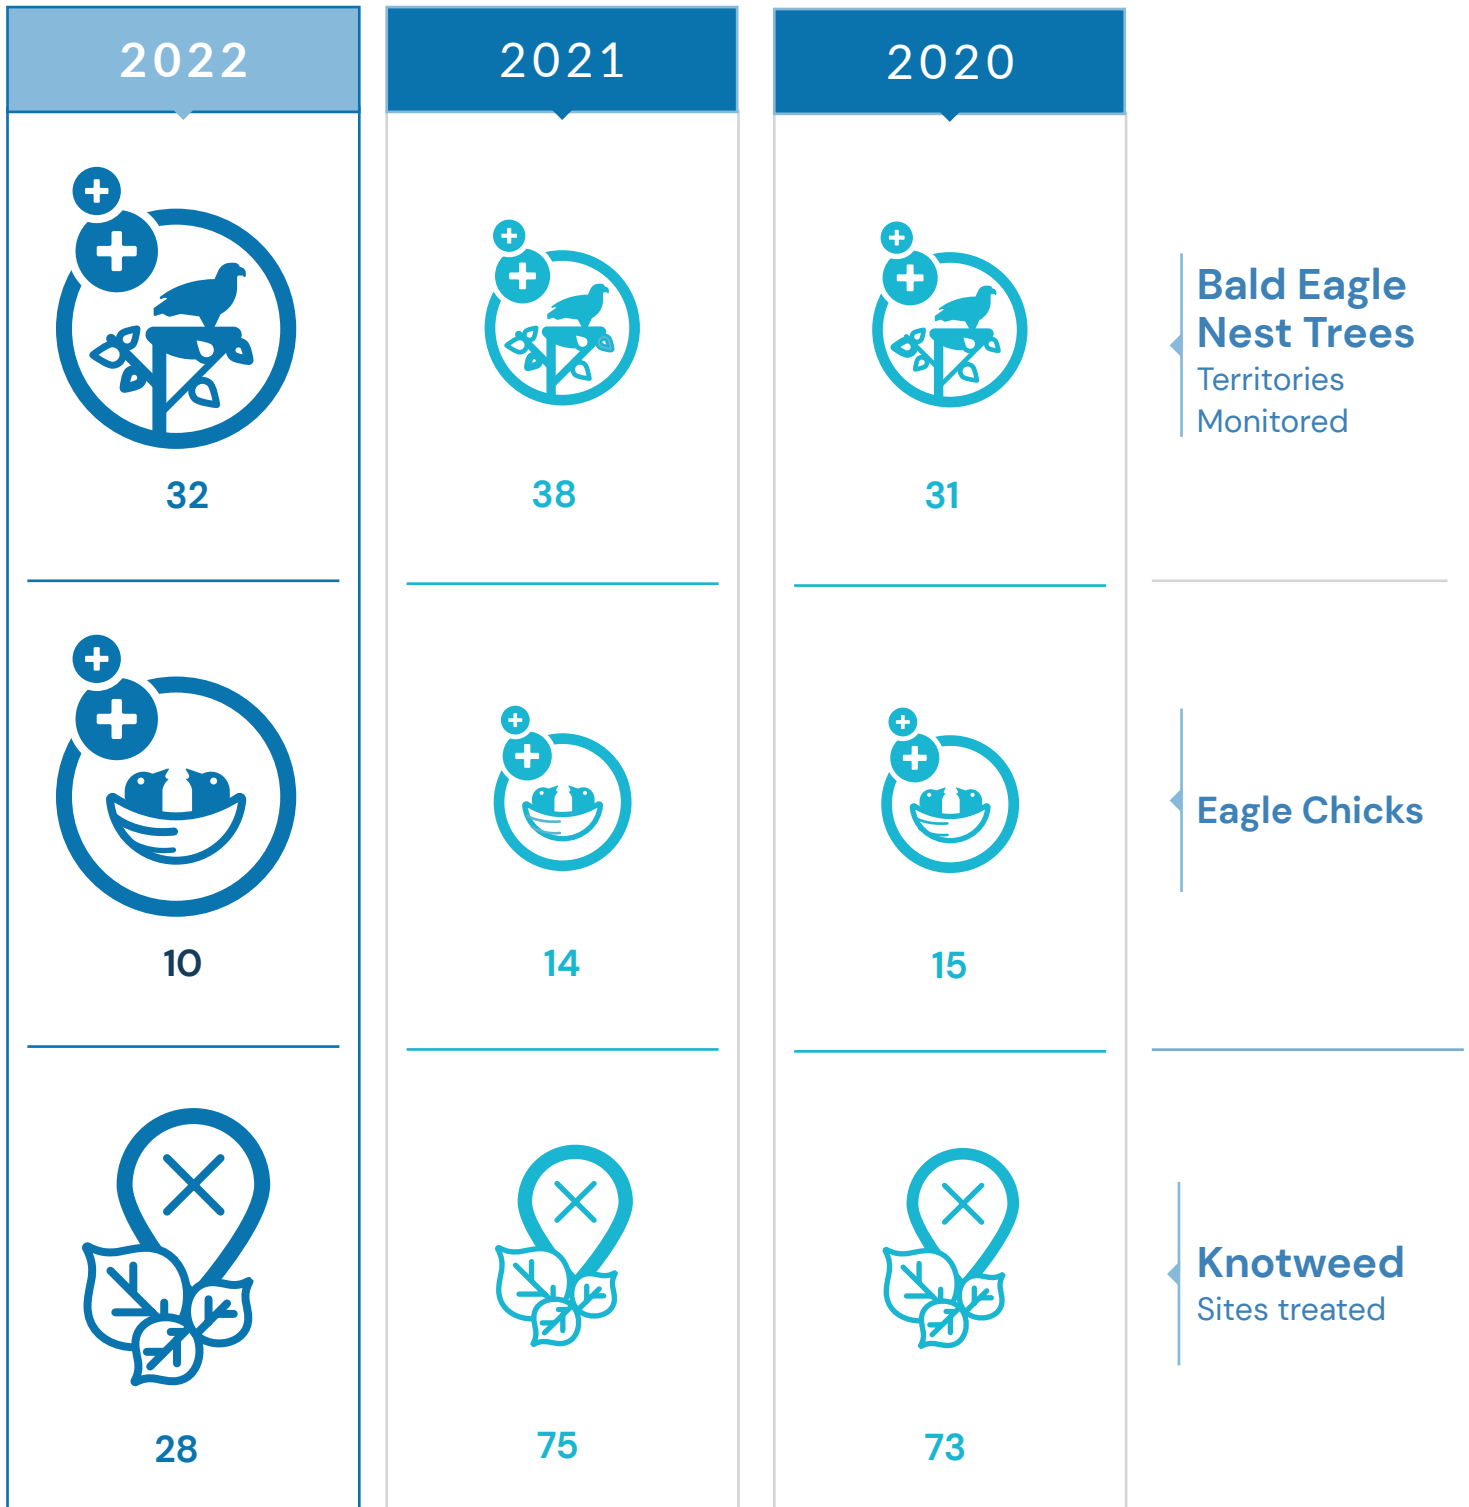 2022
2021
2020
32
38
31
Bald Eagle
Nest Trees
Territories
Monitored
10
14
15
Eagle Chicks
28
75
73
Knotweed
Sites treated